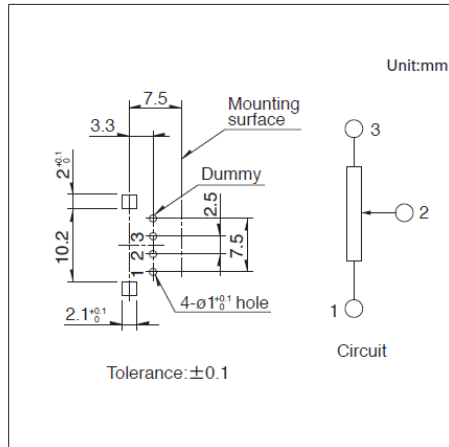 Unit:mm
7.5
3.3
Mounting
surface
Dummy
2+0.1 0
10.2
2.5
7.5
3
2
1
2.1+0.1 0
4-ø1+0.1 0 hole
Tolerance:±0.1
3
2
1
Circuit